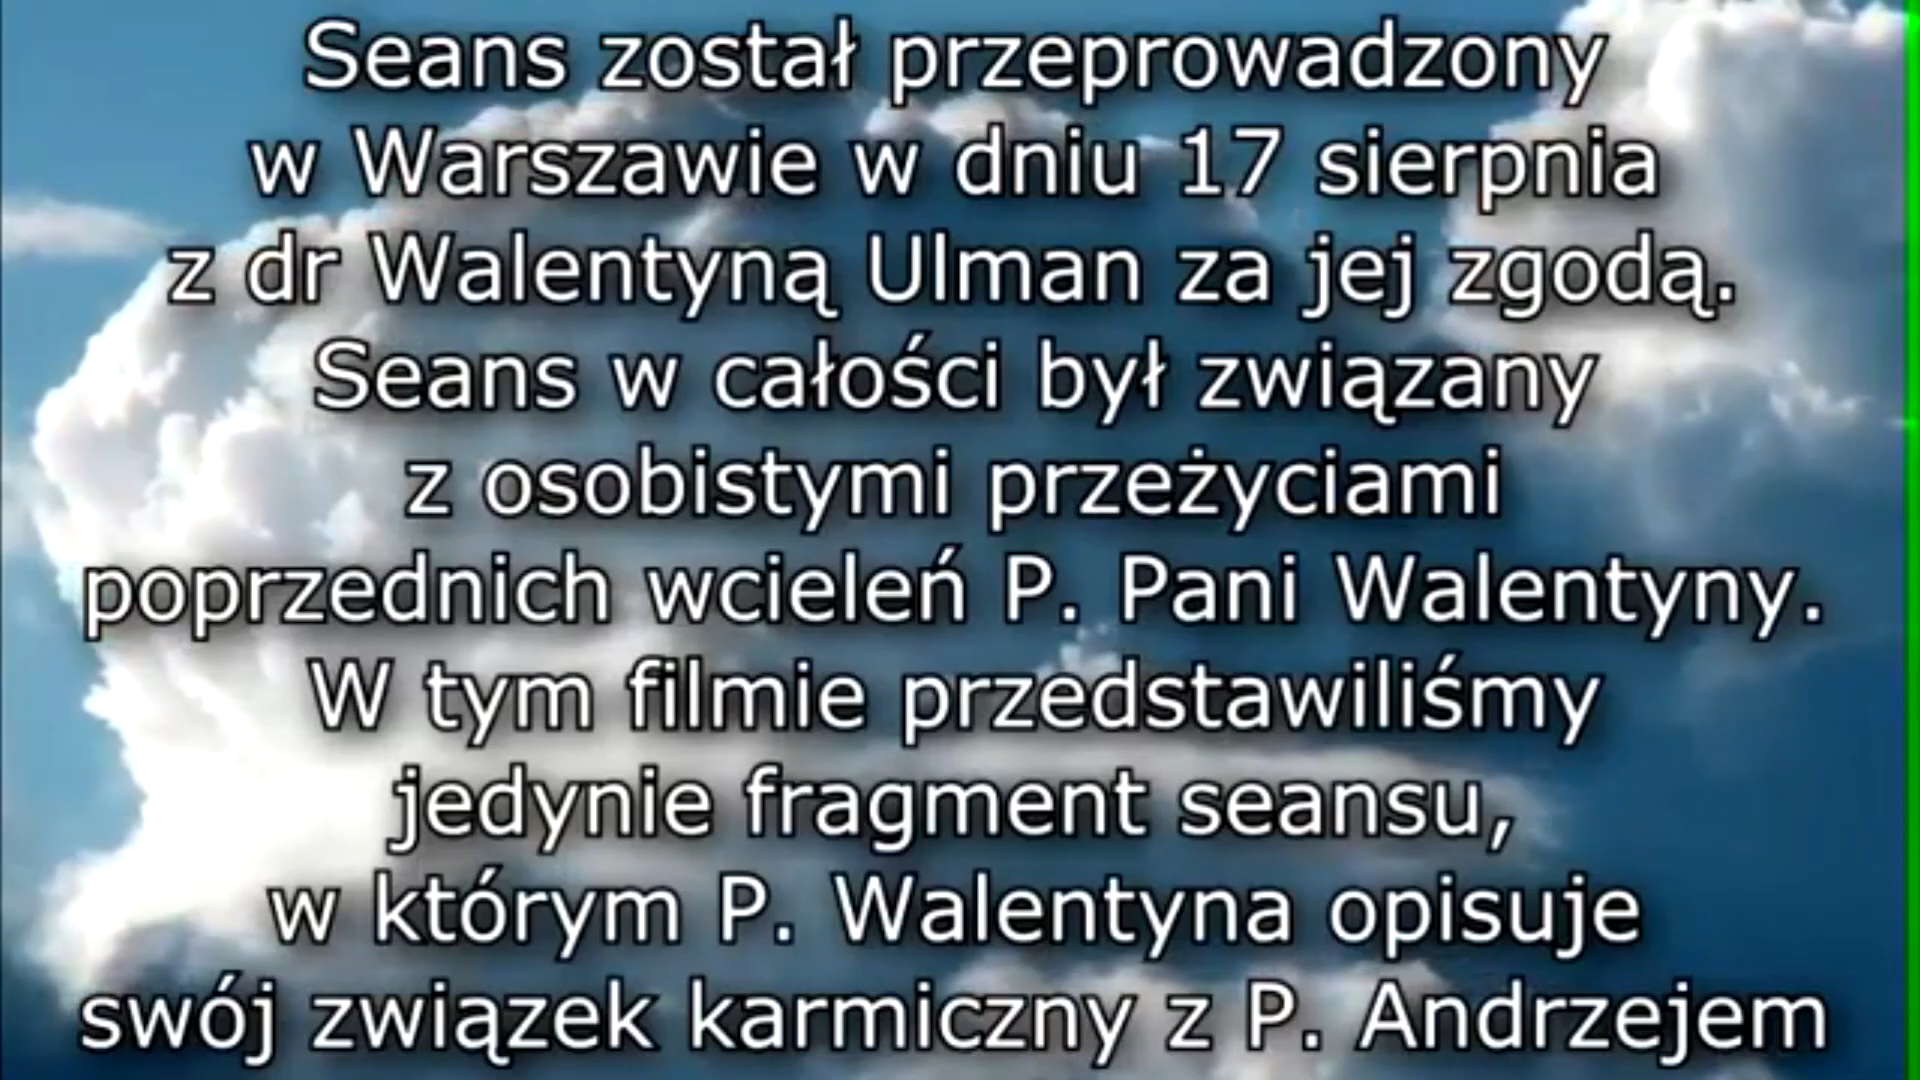 Seans został przeprowadzony
w Warszawie w dniu 17 sierpnia
z dr Walentyną Ulman za jej zgodą.
Seans w całości był związany
z osobistymi przeżyciami
poprzednich wcieleń P. Pani Walentyny.
W tym filmie przedstawiliśmy
jedynie fragment seansu,
w którym P. Walentyna opisuje
swój związek karmiczny z P. Andrzejem